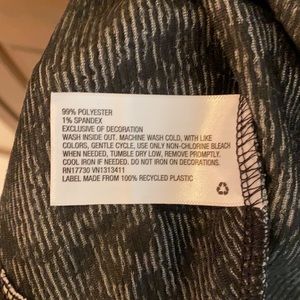 99% POLYESTER
1% SPANDEX
EXCLUSIVE OF DECORATION
WASH INSIDE OUT. MACHINE WASH COLD, WITH LIKE
COLORS, GENTLE CYCLE, USE ONLY NON-CHLORINE BLEACH
WHEN NEEDED, TUMBLE DRY LOW, REMOVE PROMPTLY.
COOL IRON IF NEEDED. DO NOT IRON ON DECORATIONS.
RN17730 VN1313411
LABEL MADE FROM 100% RECYCLED PLASTIC